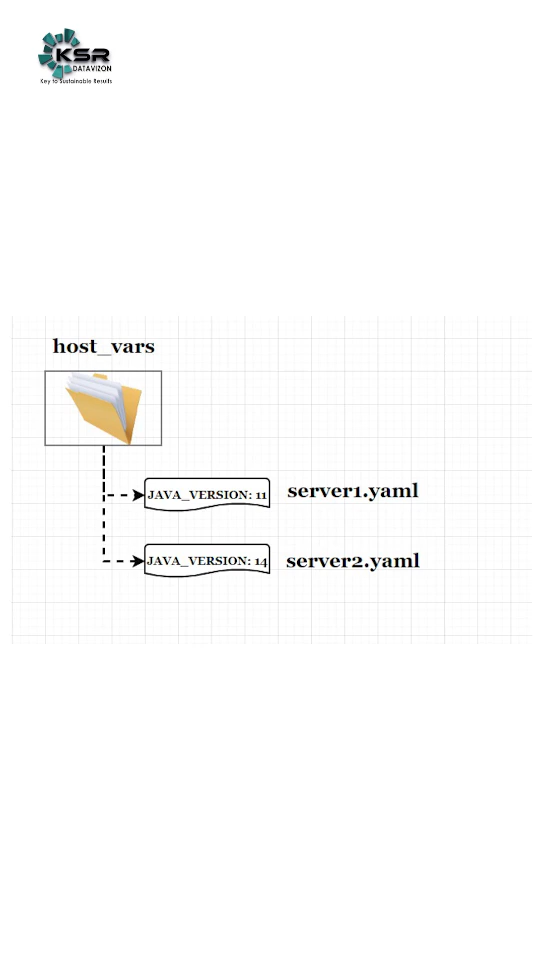 KSR
DATAVIZON
Key to Sustainable Results
host_vars
JAVA_VERSION: 11
server1.yaml
JAVA_VERSION: 14
server2.yaml